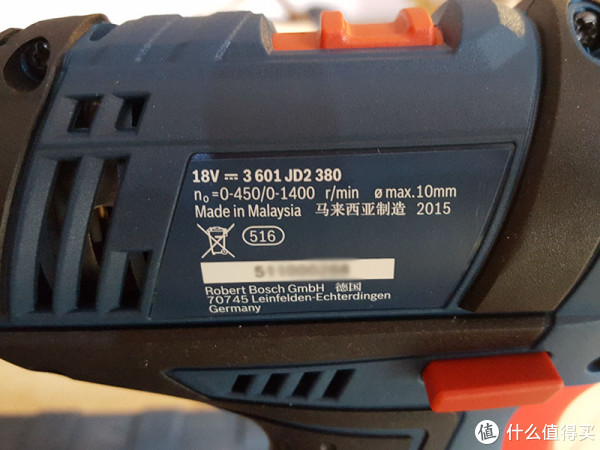 18V ⎓ 3 601 JD2 380
n₀=0-450/0-1400 r/min ø max.10mm
Made in Malaysia 马来西亚制造 2015
516
Robert Bosch GmbH 德国
70745 Leinfelden-Echterdingen
Germany
值 什么值得买